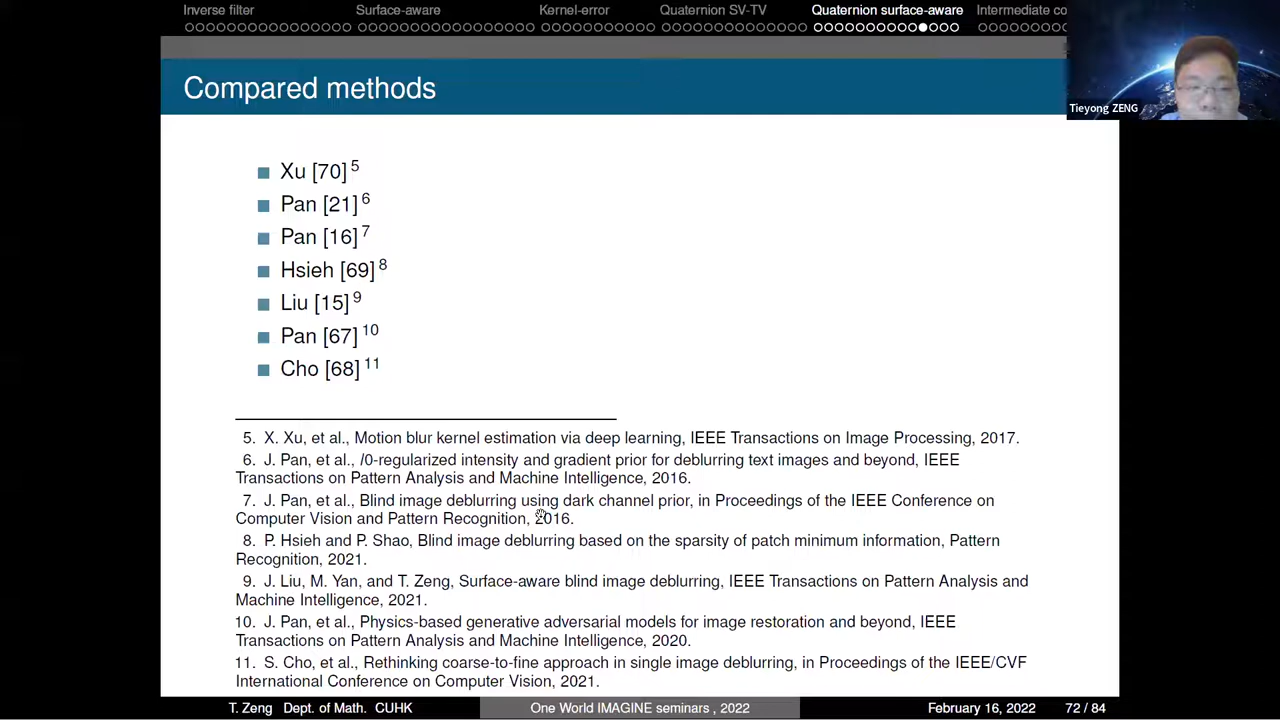 Inverse filter Surface-aware Kernel-error Quaternion SV-TV Quaternion surface-aware Intermediate co
Tieyong ZENG
Compared methods
Xu [70] 5
Pan [21] 6
Pan [16] 7
Hsieh [69] 8
Liu [15] 9
Pan [67] 10
Cho [68] 11
5. X. Xu, et al., Motion blur kernel estimation via deep learning, IEEE Transactions on Image Processing, 2017.
6. J. Pan, et al., l0-regularized intensity and gradient prior for deblurring text images and beyond, IEEE
Transactions on Pattern Analysis and Machine Intelligence, 2016.
7. J. Pan, et al., Blind image deblurring using dark channel prior, in Proceedings of the IEEE Conference on
Computer Vision and Pattern Recognition, 2016.
8. P. Hsieh and P. Shao, Blind image deblurring based on the sparsity of patch minimum information, Pattern
Recognition, 2021.
9. J. Liu, M. Yan, and T. Zeng, Surface-aware blind image deblurring, IEEE Transactions on Pattern Analysis and
Machine Intelligence, 2021.
10. J. Pan, et al., Physics-based generative adversarial models for image restoration and beyond, IEEE
Transactions on Pattern Analysis and Machine Intelligence, 2020.
11. S. Cho, et al., Rethinking coarse-to-fine approach in single image deblurring, in Proceedings of the IEEE/CVF
International Conference on Computer Vision, 2021.
T. Zeng Dept. of Math. CUHK One World IMAGINE seminars , 2022 February 16, 2022 72 / 84